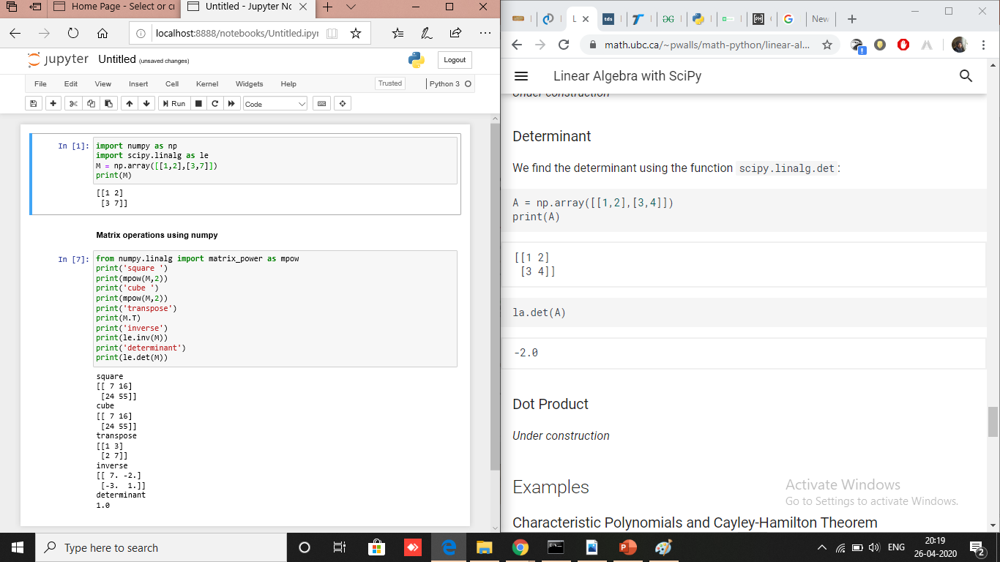 Home Page - Select or cr
Untitled - Jupyter Nc
localhost:8888/notebooks/Untitled.ipyn
jupyter Untitled (unsaved changes)
Logout
File Edit View Insert Cell Kernel Widgets Help
Trusted
Python 3
Run
Code
In [1]: import numpy as np
import scipy.linalg as le
M = np.array([[1,2],[3,7]])
print(M)
[[1 2]
[3 7]]
Matrix operations using numpy
In [7]: from numpy.linalg import matrix_power as mpow
print('square ')
print(mpow(M,2))
print('cube ')
print(mpow(M,2))
print('transpose')
print(M.T)
print('inverse')
print(le.inv(M))
print('determinant')
print(le.det(M))
square
[[ 7 16]
[24 55]]
cube
[[ 7 16]
[24 55]]
transpose
[[1 3]
[2 7]]
inverse
[[ 7. -2.]
[-3. 1.]]
determinant
1.0
L
tds
PH
G
New
math.ubc.ca/~pwalls/math-python/linear-al...
Linear Algebra with SciPy
Under construction
Determinant
We find the determinant using the function scipy.linalg.det:
A = np.array([[1,2],[3,4]])
print(A)
[[1 2]
[3 4]]
la.det(A)
-2.0
Dot Product
Under construction
Examples
Activate Windows
Go to Settings to activate Windows.
Characteristic Polynomials and Cayley-Hamilton Theorem
Type here to search
ENG
20:19
26-04-2020
2